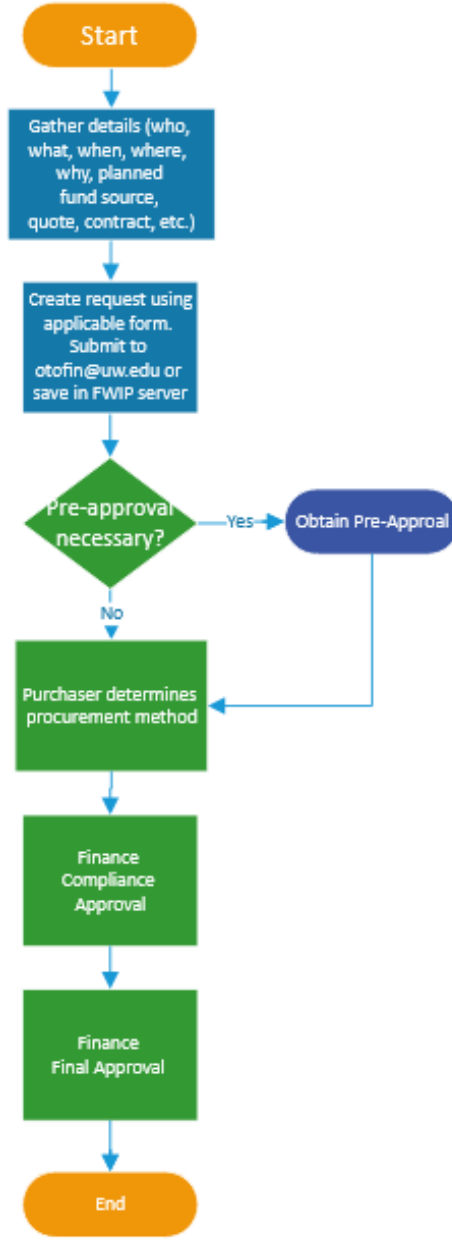 Start
Gather details (who,
what, when, where,
why, planned
fund source,
quote, contract, etc.)
Create request using
applicable form.
Submit to
otofin@uw.edu or
save in FWIP server
Pre-approval
necessary?
Yes
Obtain Pre-Approal
No
Purchaser determines
procurement method
Finance
Compliance
Approval
Finance
Final Approval
End